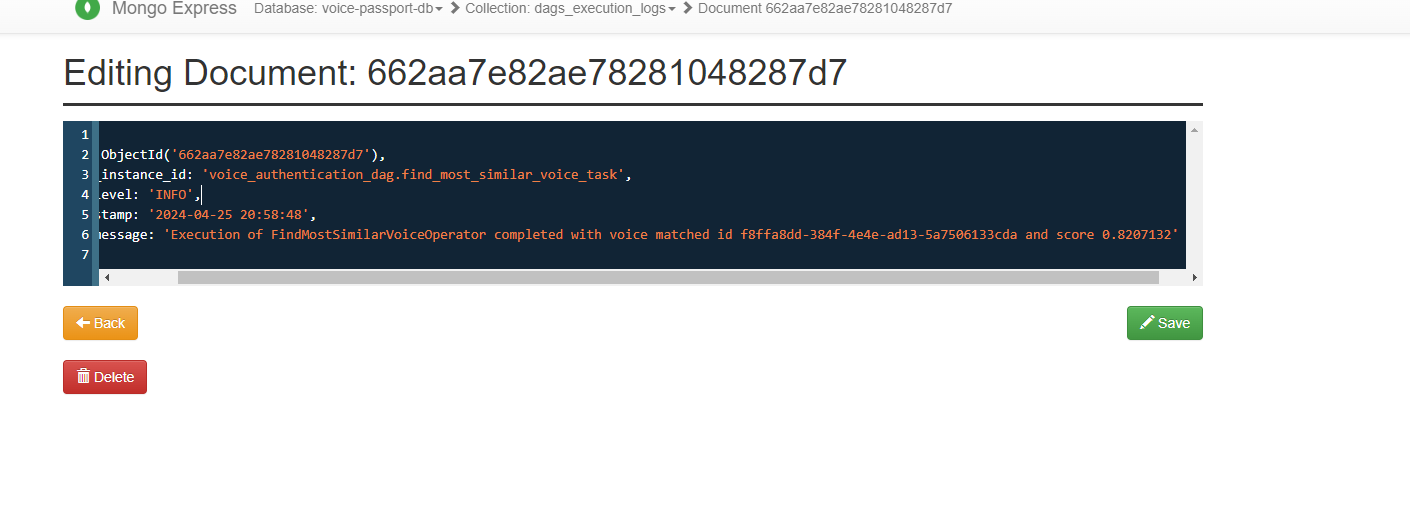 Mongo Express Database: voice-passport-db Collection: dags_execution_logs Document 662aa7e82ae78281048287d7
Editing Document: 662aa7e82ae78281048287d7
1
2 ObjectId('662aa7e82ae78281048287d7'),
3 _instance_id: 'voice_authentication_dag.find_most_similar_voice_task',
4 level: 'INFO',
5 stamp: '2024-04-25 20:58:48',
6 message: 'Execution of FindMostSimilarVoiceOperator completed with voice matched id f8ffa8dd-384f-4e4e-ad13-5a7506133cda and score 0.8207132'
7
Back
Save
Delete